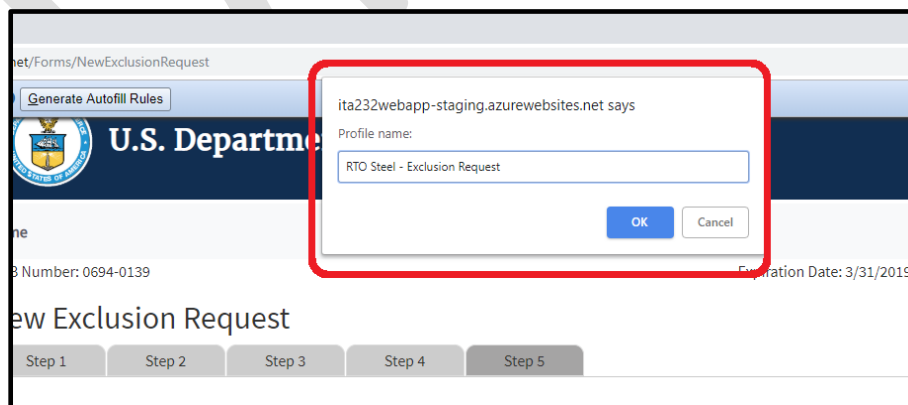 net/Forms/NewExclusionRequest
Generate Autofill Rules
ita232webapp-staging.azurewebsites.net says
Profile name:
RTO Steel - Exclusion Request
OK Cancel
U.S. Departme
ne
3 Number: 0694-0139 Expiration Date: 3/31/2019
ew Exclusion Request
Step 1 Step 2 Step 3 Step 4 Step 5